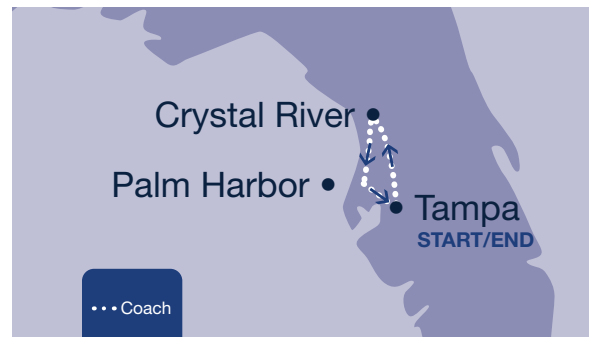 Crystal River
Palm Harbor
Tampa
START/END
Coach